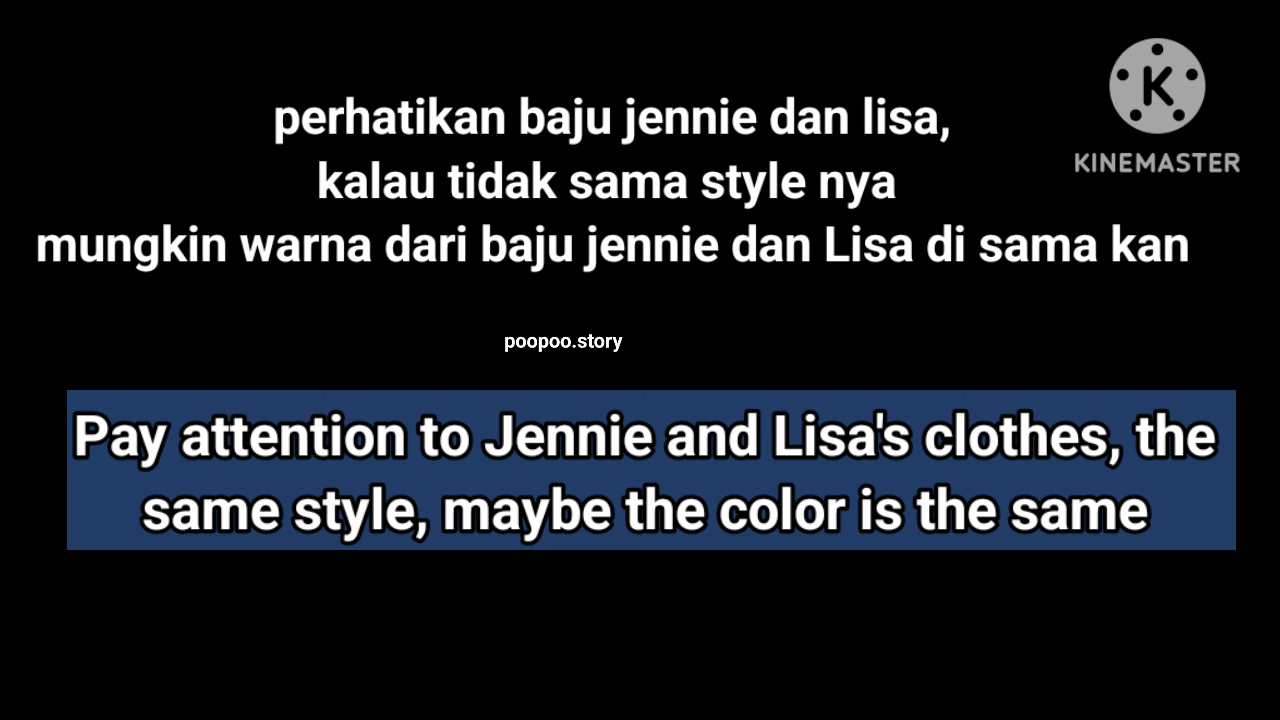 perhatikan baju jennie dan lisa,
kalau tidak sama style nya
mungkin warna dari baju jennie dan Lisa di sama kan
K
KINEMASTER
poopoo.story
Pay attention to Jennie and Lisa's clothes, the
same style, maybe the color is the same